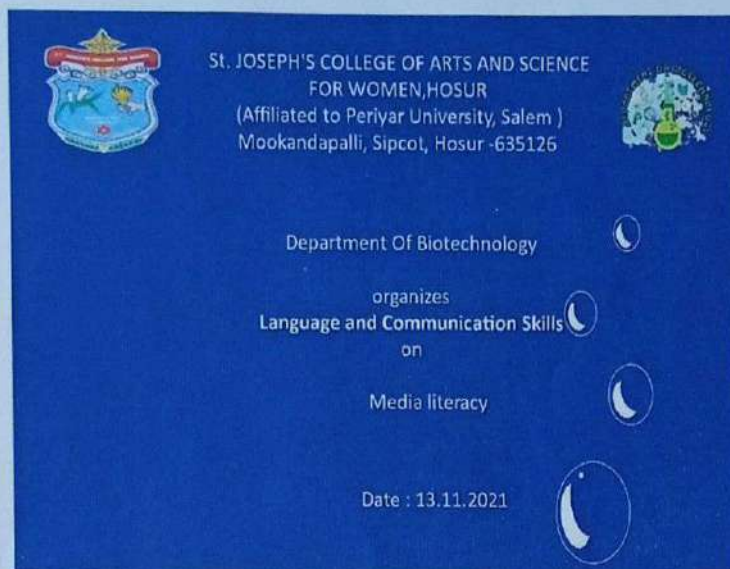 St. JOSEPH'S COLLEGE OF ARTS AND SCIENCE
FOR WOMEN,HOSUR
(Affiliated to Periyar University, Salem )
Mookandapalli, Sipcot, Hosur -635126
Department Of Biotechnology
organizes
Language and Communication Skills
on
Media literacy
Date : 13.11.2021